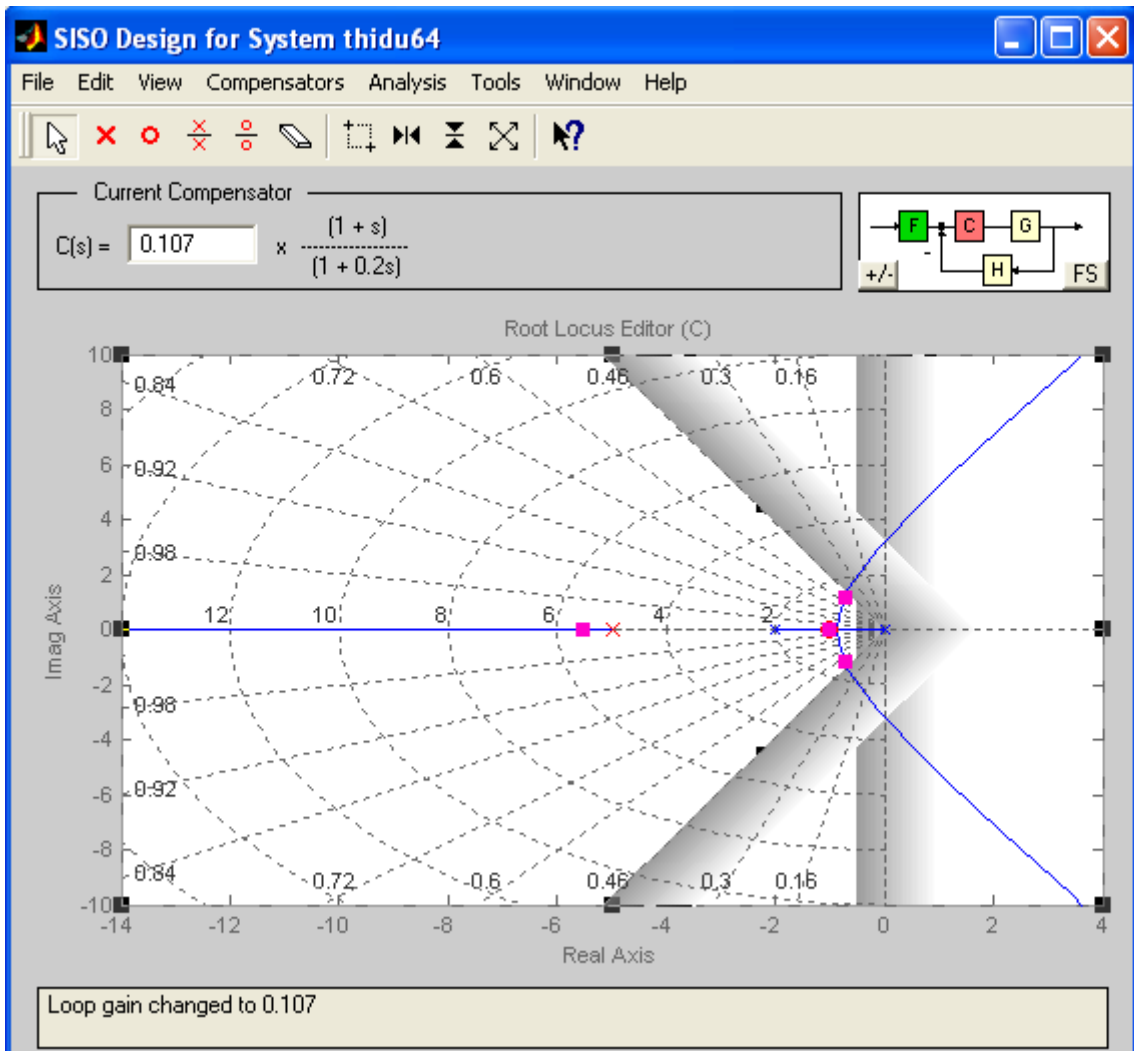 SISO Design for System thidu64
File Edit View Compensators Analysis Tools Window Help
Current Compensator
C(s) = 0.107 x (1 + s)
(1 + 0.2s)
F C G
-
H
+/- FS
Root Locus Editor (C)
10
8
6
4
2
0
-2
-4
-6
-8
-10
Imag Axis
0.84 0.72 0.6 0.46 0.3 0.16
0.92
0.98
12 10 8 6 4 2
0.98
0.92
0.84 0.72 0.6 0.46 0.3 0.16
-14 -12 -10 -8 -6 -4 -2 0 2 4
Real Axis
Loop gain changed to 0.107